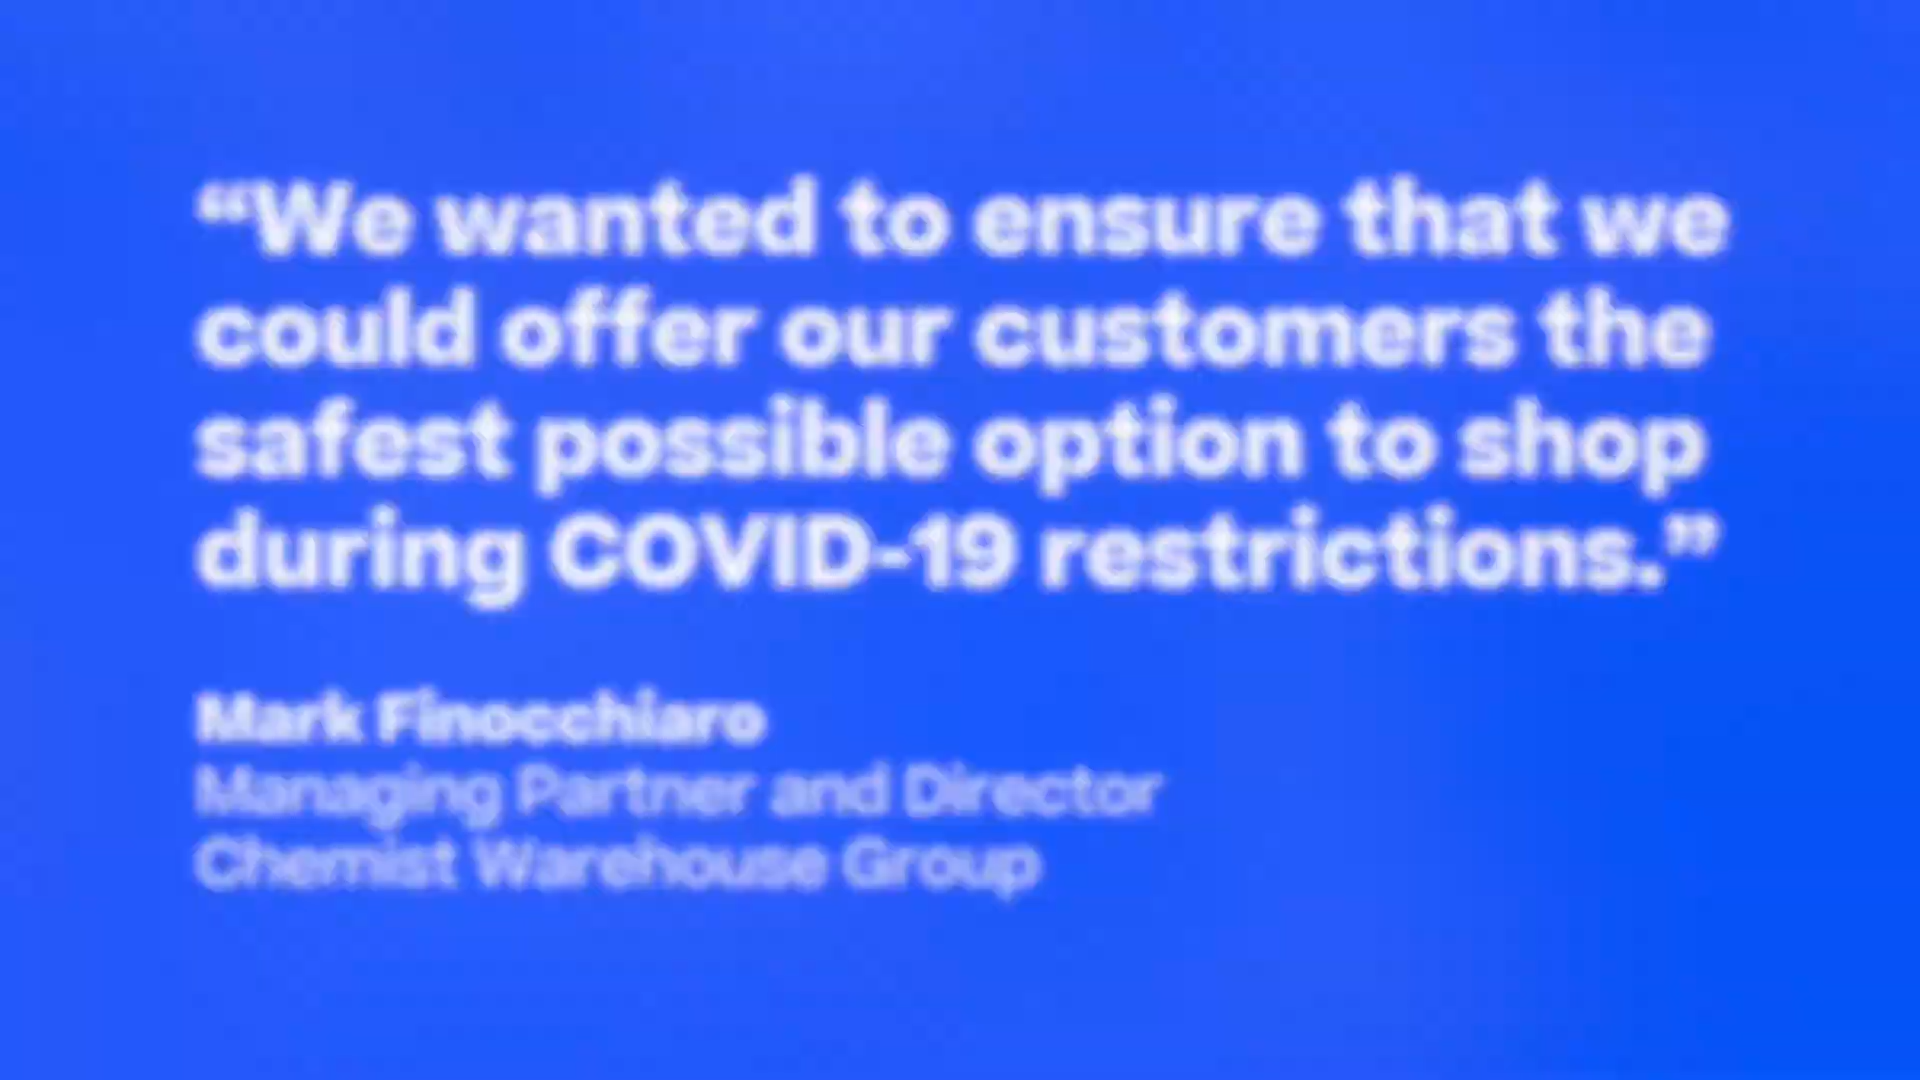 “We wanted to ensure that we
could offer our customers the
safest possible option to shop
during COVID-19 restrictions.”
Mark Finocchiaro
Managing Partner and Director
Chemist Warehouse Group